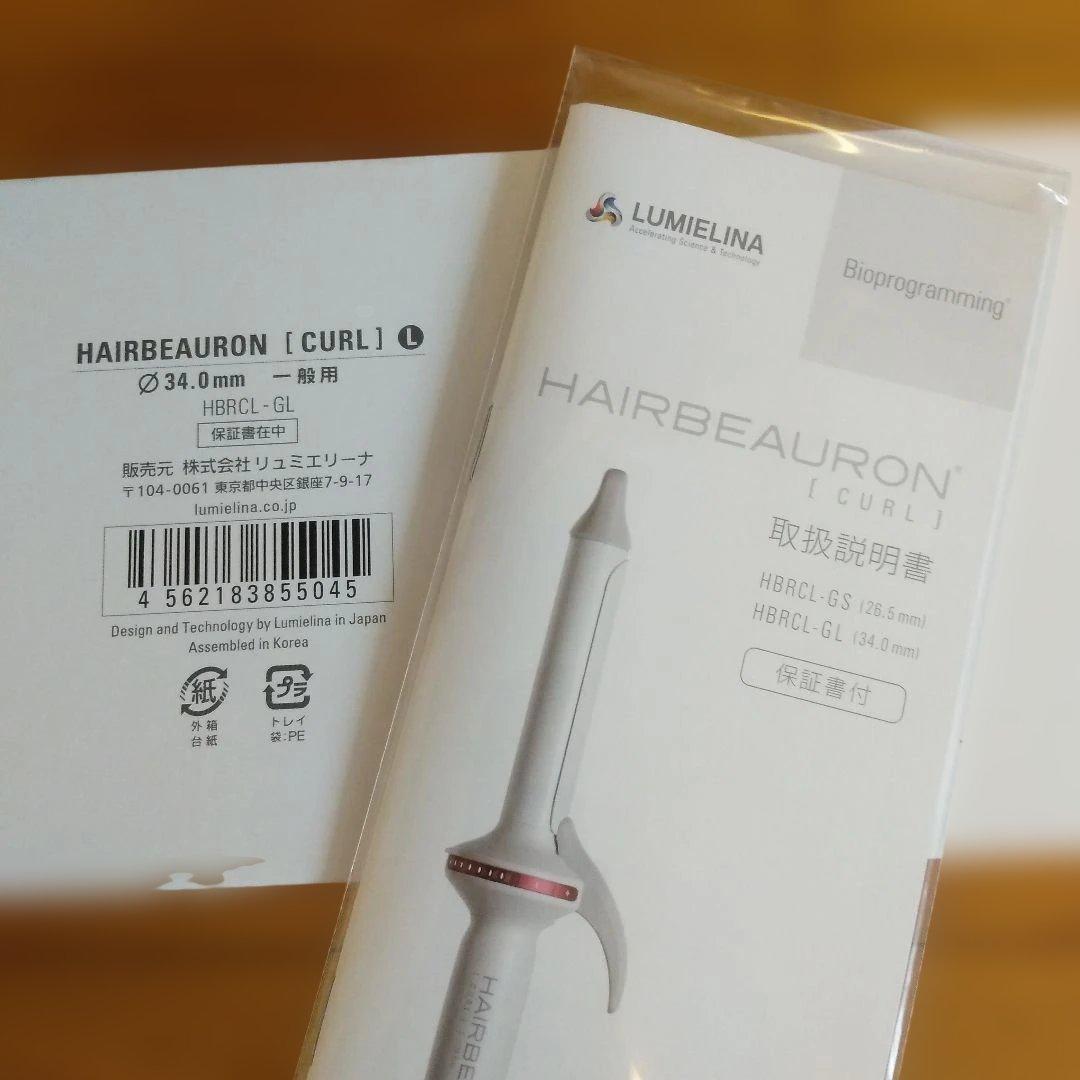 HAIRBEAURON [CURL] L
⌀34.0mm 一般用
HBRCL-GL
保証書在中
販売元 株式会社リュミエリーナ
〒104-0061 東京都中央区銀座7-9-17
lumielina.co.jp
4 562183855045
Design and Technology by Lumielina in Japan
Assembled in Korea
紙
外箱
台紙
プラ
トレイ
袋:PE
LUMIELINA
Accelerating Science & Technology
Bioprogramming®
HAIRBEAURON®
[CURL]
取扱説明書
HBRCL-GS (26.5mm)
HBRCL-GL (34.0mm)
保証書付
HAIRBE